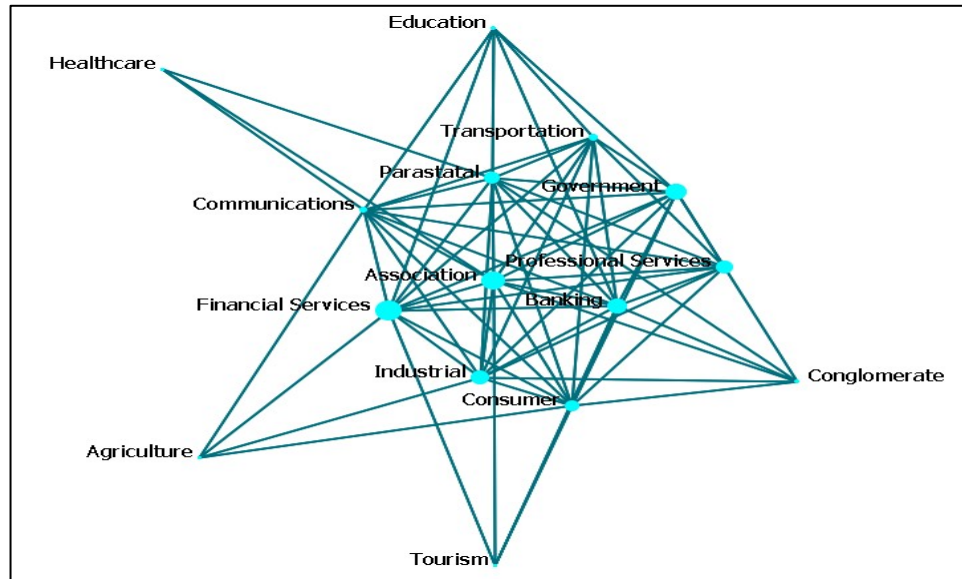 Education
Healthcare
Transportation
Parastatal
Government
Communications
Professional Services
Association
Banking
Financial Services
Industrial
Conglomerate
Consumer
Agriculture
Tourism